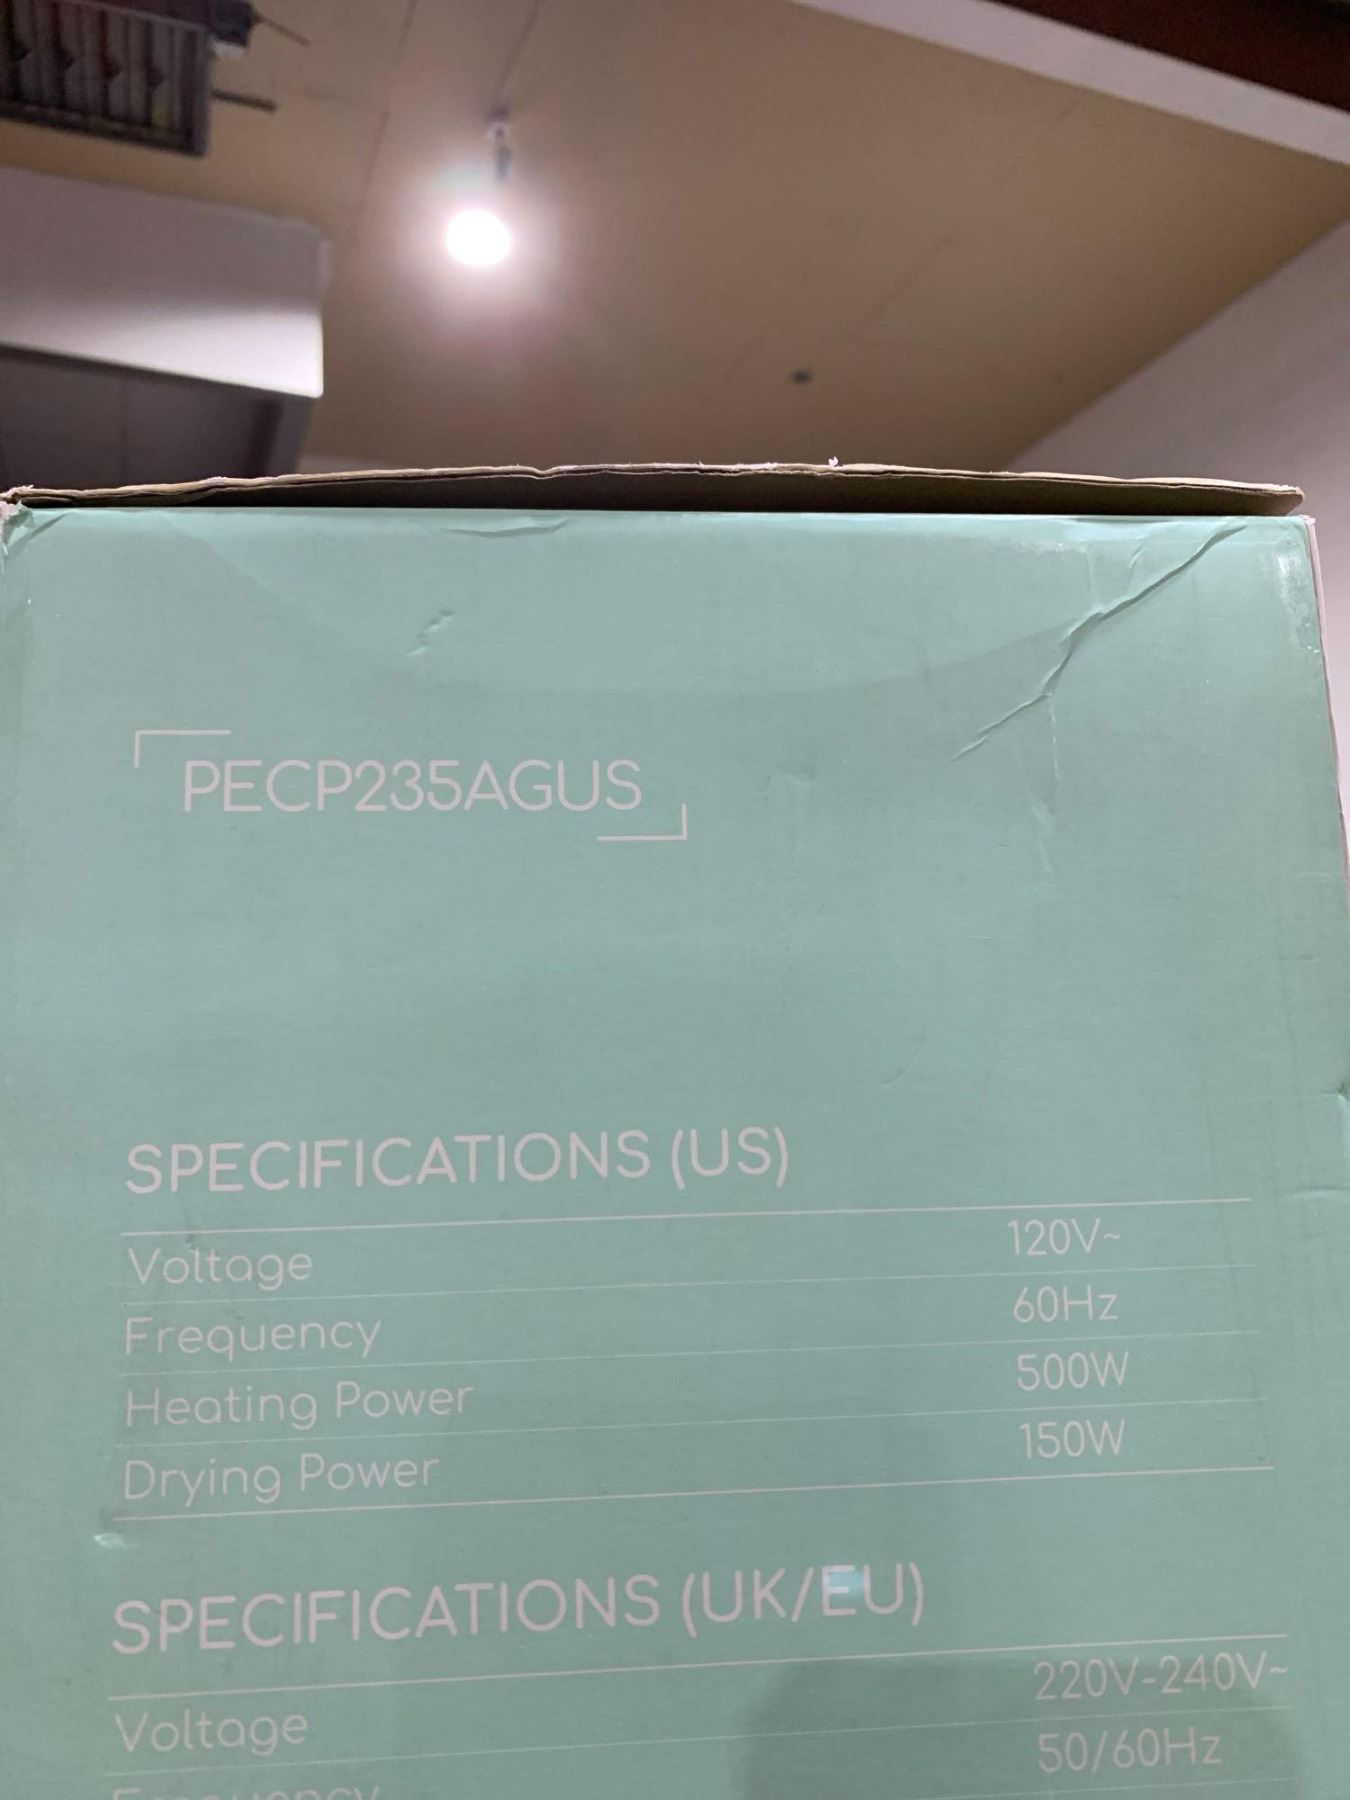 PECP235AGUS
SPECIFICATIONS (US)
Voltage 120V~
Frequency 60Hz
Heating Power 500W
Drying Power 150W
SPECIFICATIONS (UK/EU)
Voltage 220V-240V~
Frequency 50/60Hz